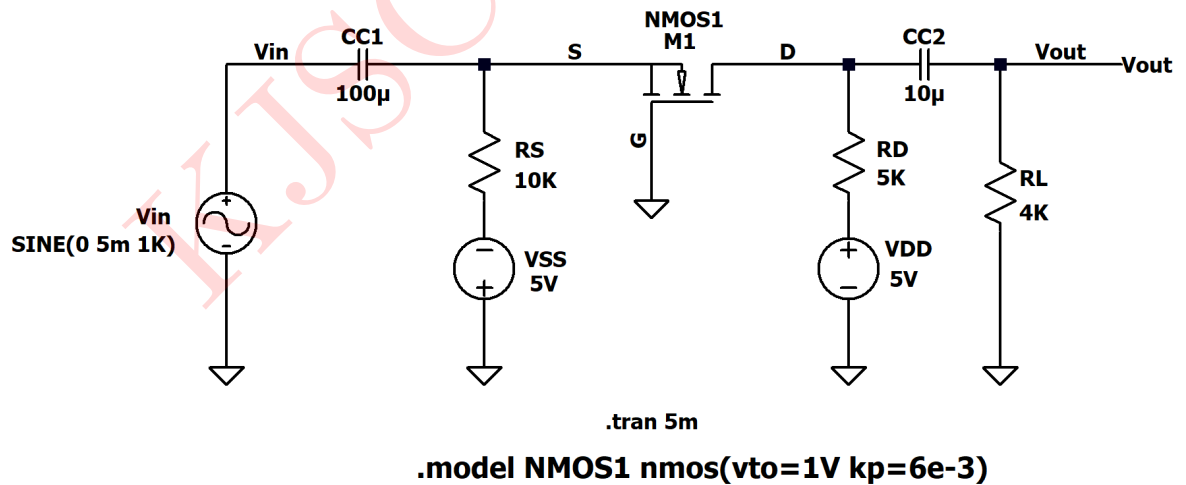 NMOS1
M1
CC1
CC2
Vin
S
D
Vout
Vout
100µ
10µ
G
RS
10K
RD
5K
RL
4K
Vin
SINE(0 5m 1K)
VSS
5V
VDD
5V
.tran 5m
.model NMOS1 nmos(vto=1V kp=6e-3)